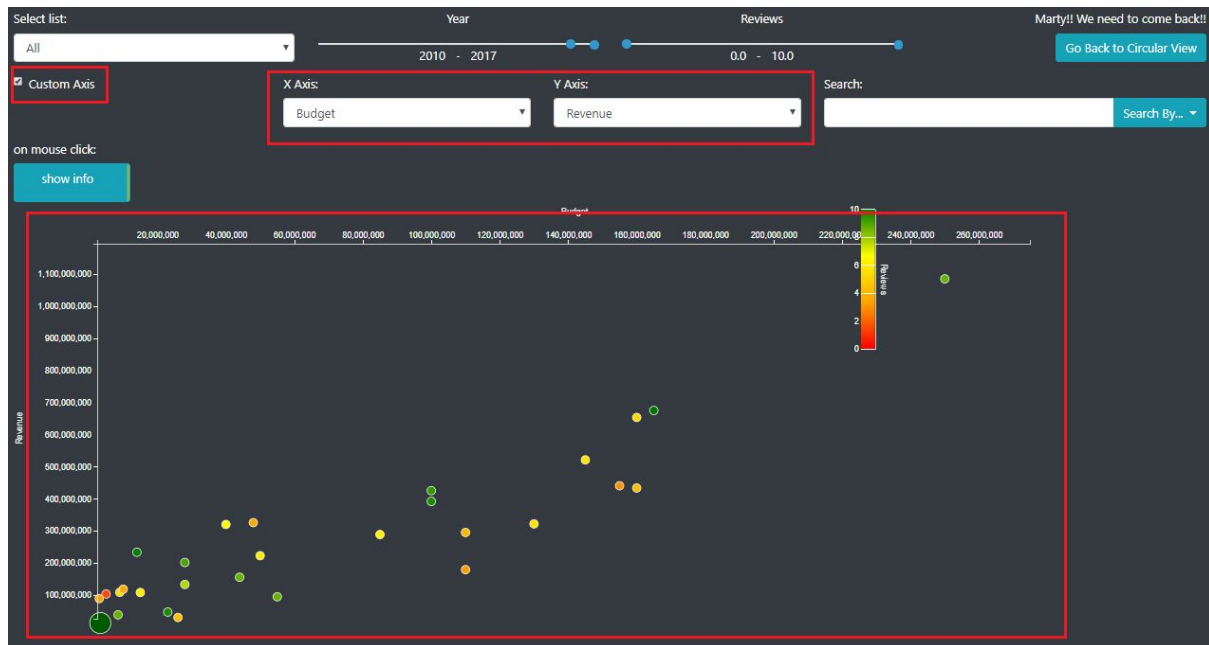 Select list:
Year
Reviews
Marty!! We need to come back!!
All
2010 - 2017
0.0 - 10.0
Go Back to Circular View
Custom Axis
X Axis:
Y Axis:
Search:
Budget
Revenue
Search By...
on mouse click:
show info
Budget
10
20,000,000 40,000,000 60,000,000 80,000,000 100,000,000 120,000,000 140,000,000 160,000,000 180,000,000 200,000,000 220,000,00 240,000,000 260,000,000
6
4
2
0
Reviews
1,100,000,000
1,000,000,000
900,000,000
800,000,000
700,000,000
600,000,000
500,000,000
400,000,000
300,000,000
200,000,000
100,000,000
Revenue